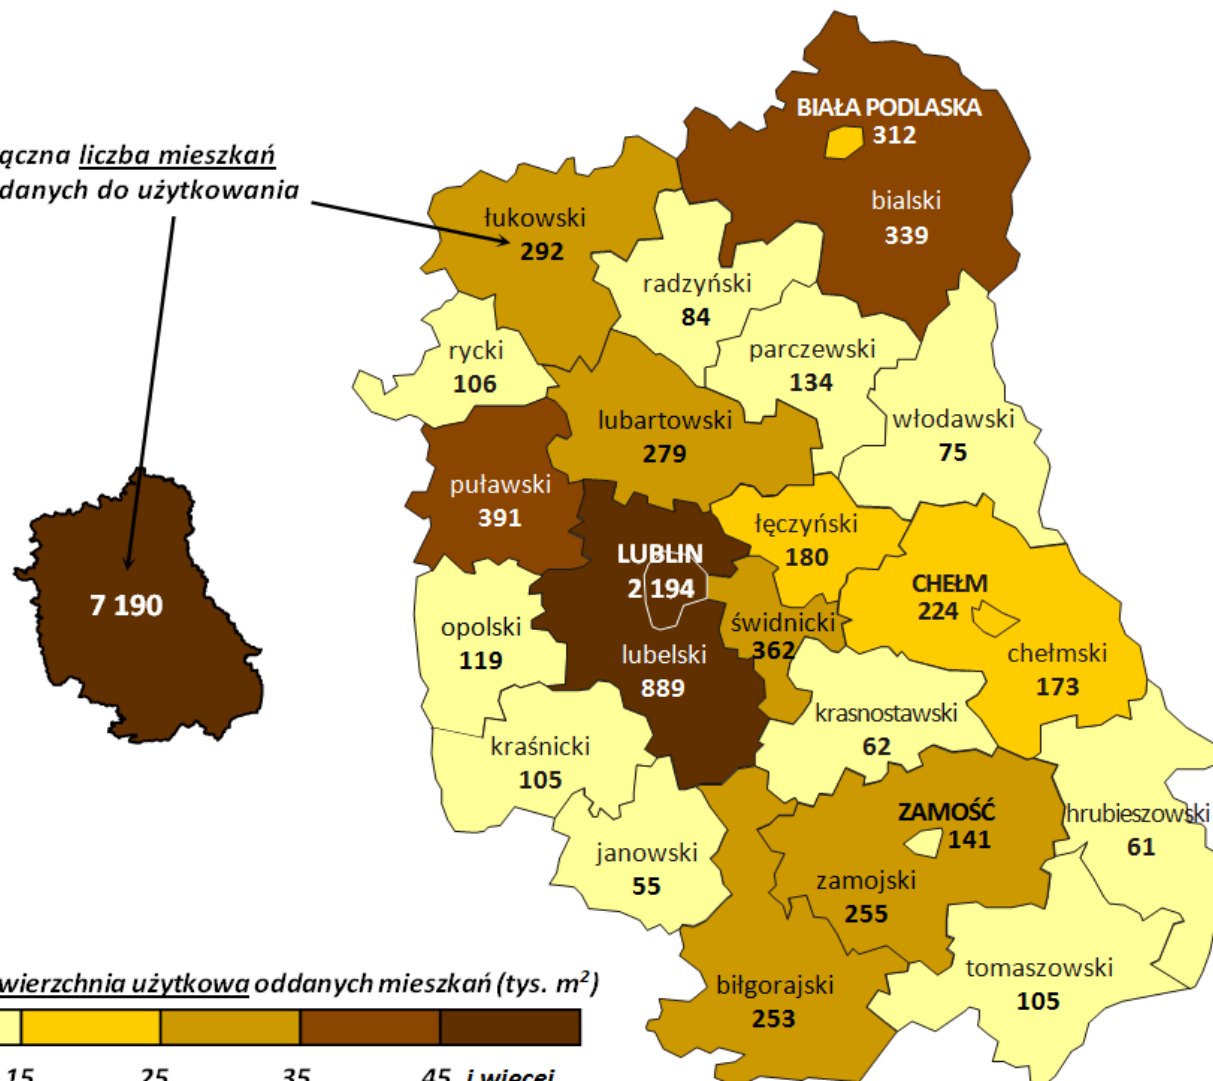 ączna liczba mieszkań
danych do użytkowania
7 190
BIAŁA PODLASKA
312
bialski
339
łukowski
292
radzyński
84
parczewski
134
rycki
106
włodawski
75
lubartowski
279
puławski
391
łęczyński
180
LUBLIN
2 194
CHEŁM
224
świdnicki
362
opolski
119
lubelski
889
chełmski
173
krasnostawski
62
kraśnicki
105
ZAMOŚĆ
141
hrubieszowski
61
janowski
55
zamojski
255
biłgorajski
253
tomaszowski
105
wierzchnia użytkowa oddanych mieszkań (tys. m²)
15 25 35 45 i więcej